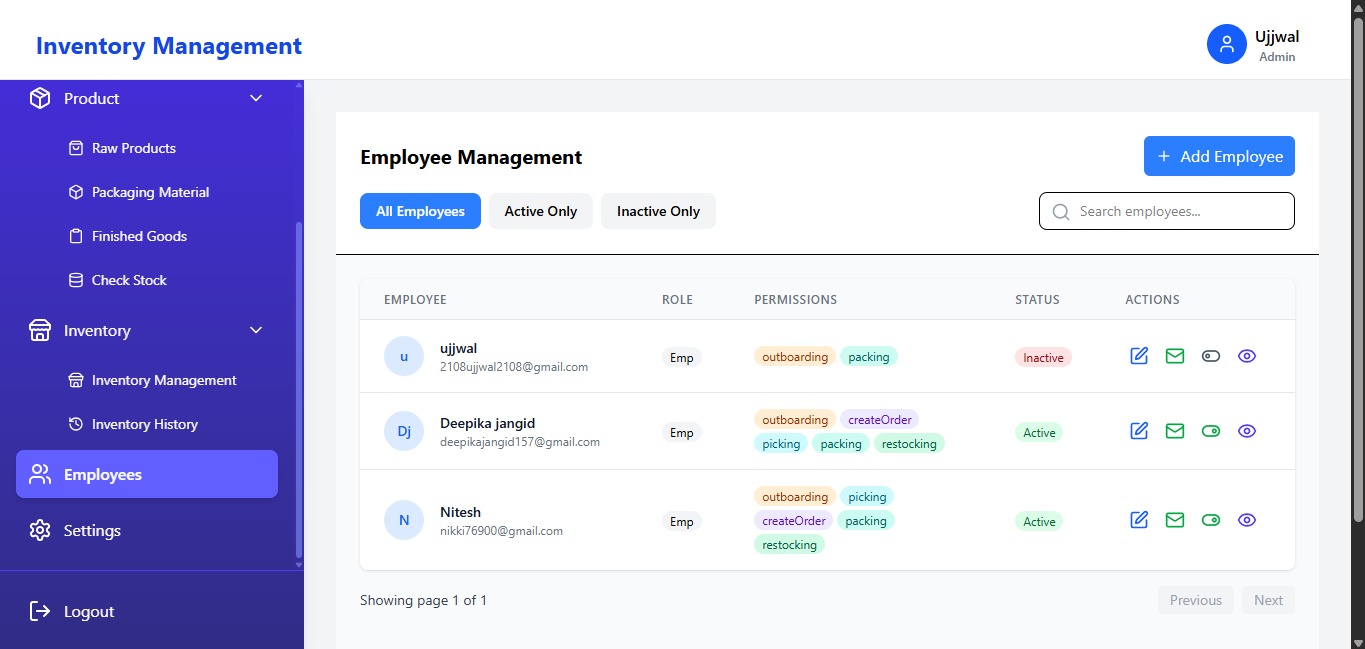 Inventory Management
Ujjwal
Admin
Product
Raw Products
Packaging Material
Finished Goods
Check Stock
Inventory
Inventory Management
Inventory History
Employees
Settings
Logout
Employee Management
+ Add Employee
All Employees Active Only Inactive Only
Search employees...
EMPLOYEE ROLE PERMISSIONS STATUS ACTIONS
u
ujjwal
2108ujjwal2108@gmail.com
Emp
outboarding packing
Inactive
Dj
Deepika jangid
deepikajangid157@gmail.com
Emp
outboarding createOrder
picking packing restocking
Active
N
Nitesh
nikki76900@gmail.com
Emp
outboarding picking
createOrder packing
restocking
Active
Showing page 1 of 1
Previous Next